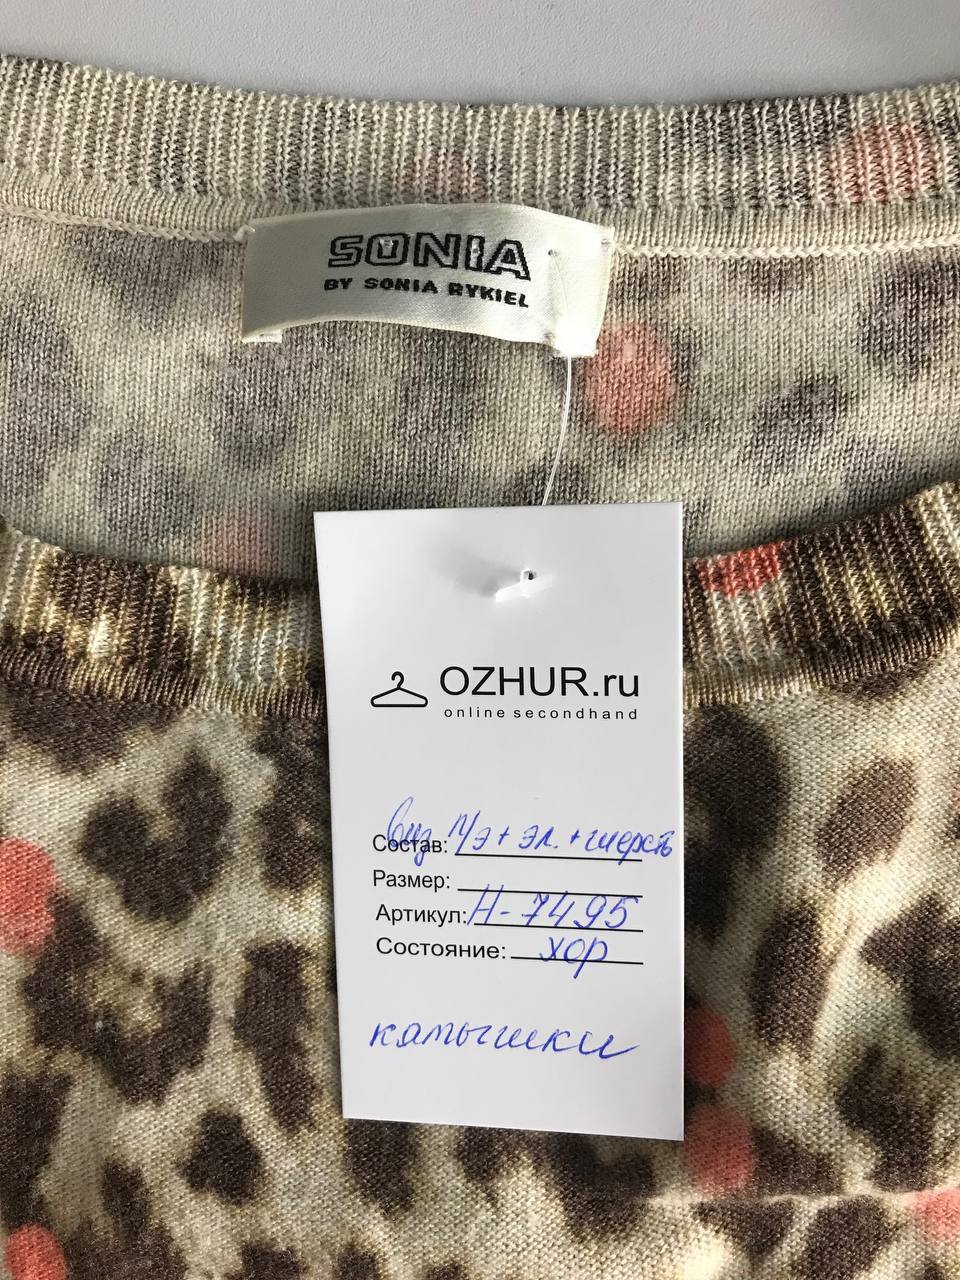 SONIA
BY SONIA RYKIEL
OZHUR.ru
online secondhand
Состав: виз п/э + эл. + шерсть
Размер:
Артикул: Н-7495
Состояние: хор
катышки